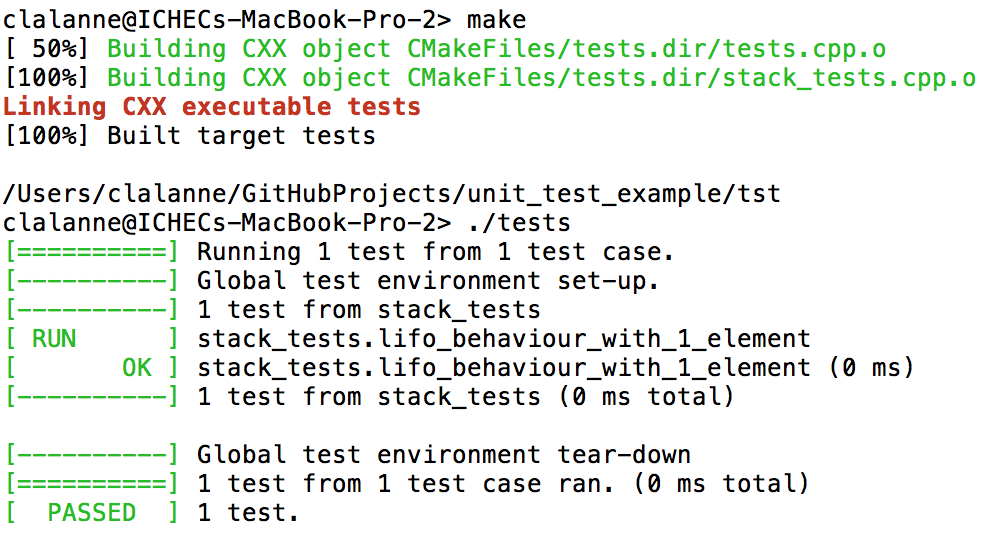 clalanne@ICHECs-MacBook-Pro-2> make
[ 50%] Building CXX object CMakeFiles/tests.dir/tests.cpp.o
[100%] Building CXX object CMakeFiles/tests.dir/stack_tests.cpp.o
Linking CXX executable tests
[100%] Built target tests
/Users/clalanne/GitHubProjects/unit_test_example/tst
clalanne@ICHECs-MacBook-Pro-2> ./tests
[==========] Running 1 test from 1 test case.
[----------] Global test environment set-up.
[----------] 1 test from stack_tests
[ RUN      ] stack_tests.lifo_behaviour_with_1_element
[       OK ] stack_tests.lifo_behaviour_with_1_element (0 ms)
[----------] 1 test from stack_tests (0 ms total)
[----------] Global test environment tear-down
[==========] 1 test from 1 test case ran. (0 ms total)
[  PASSED  ] 1 test.